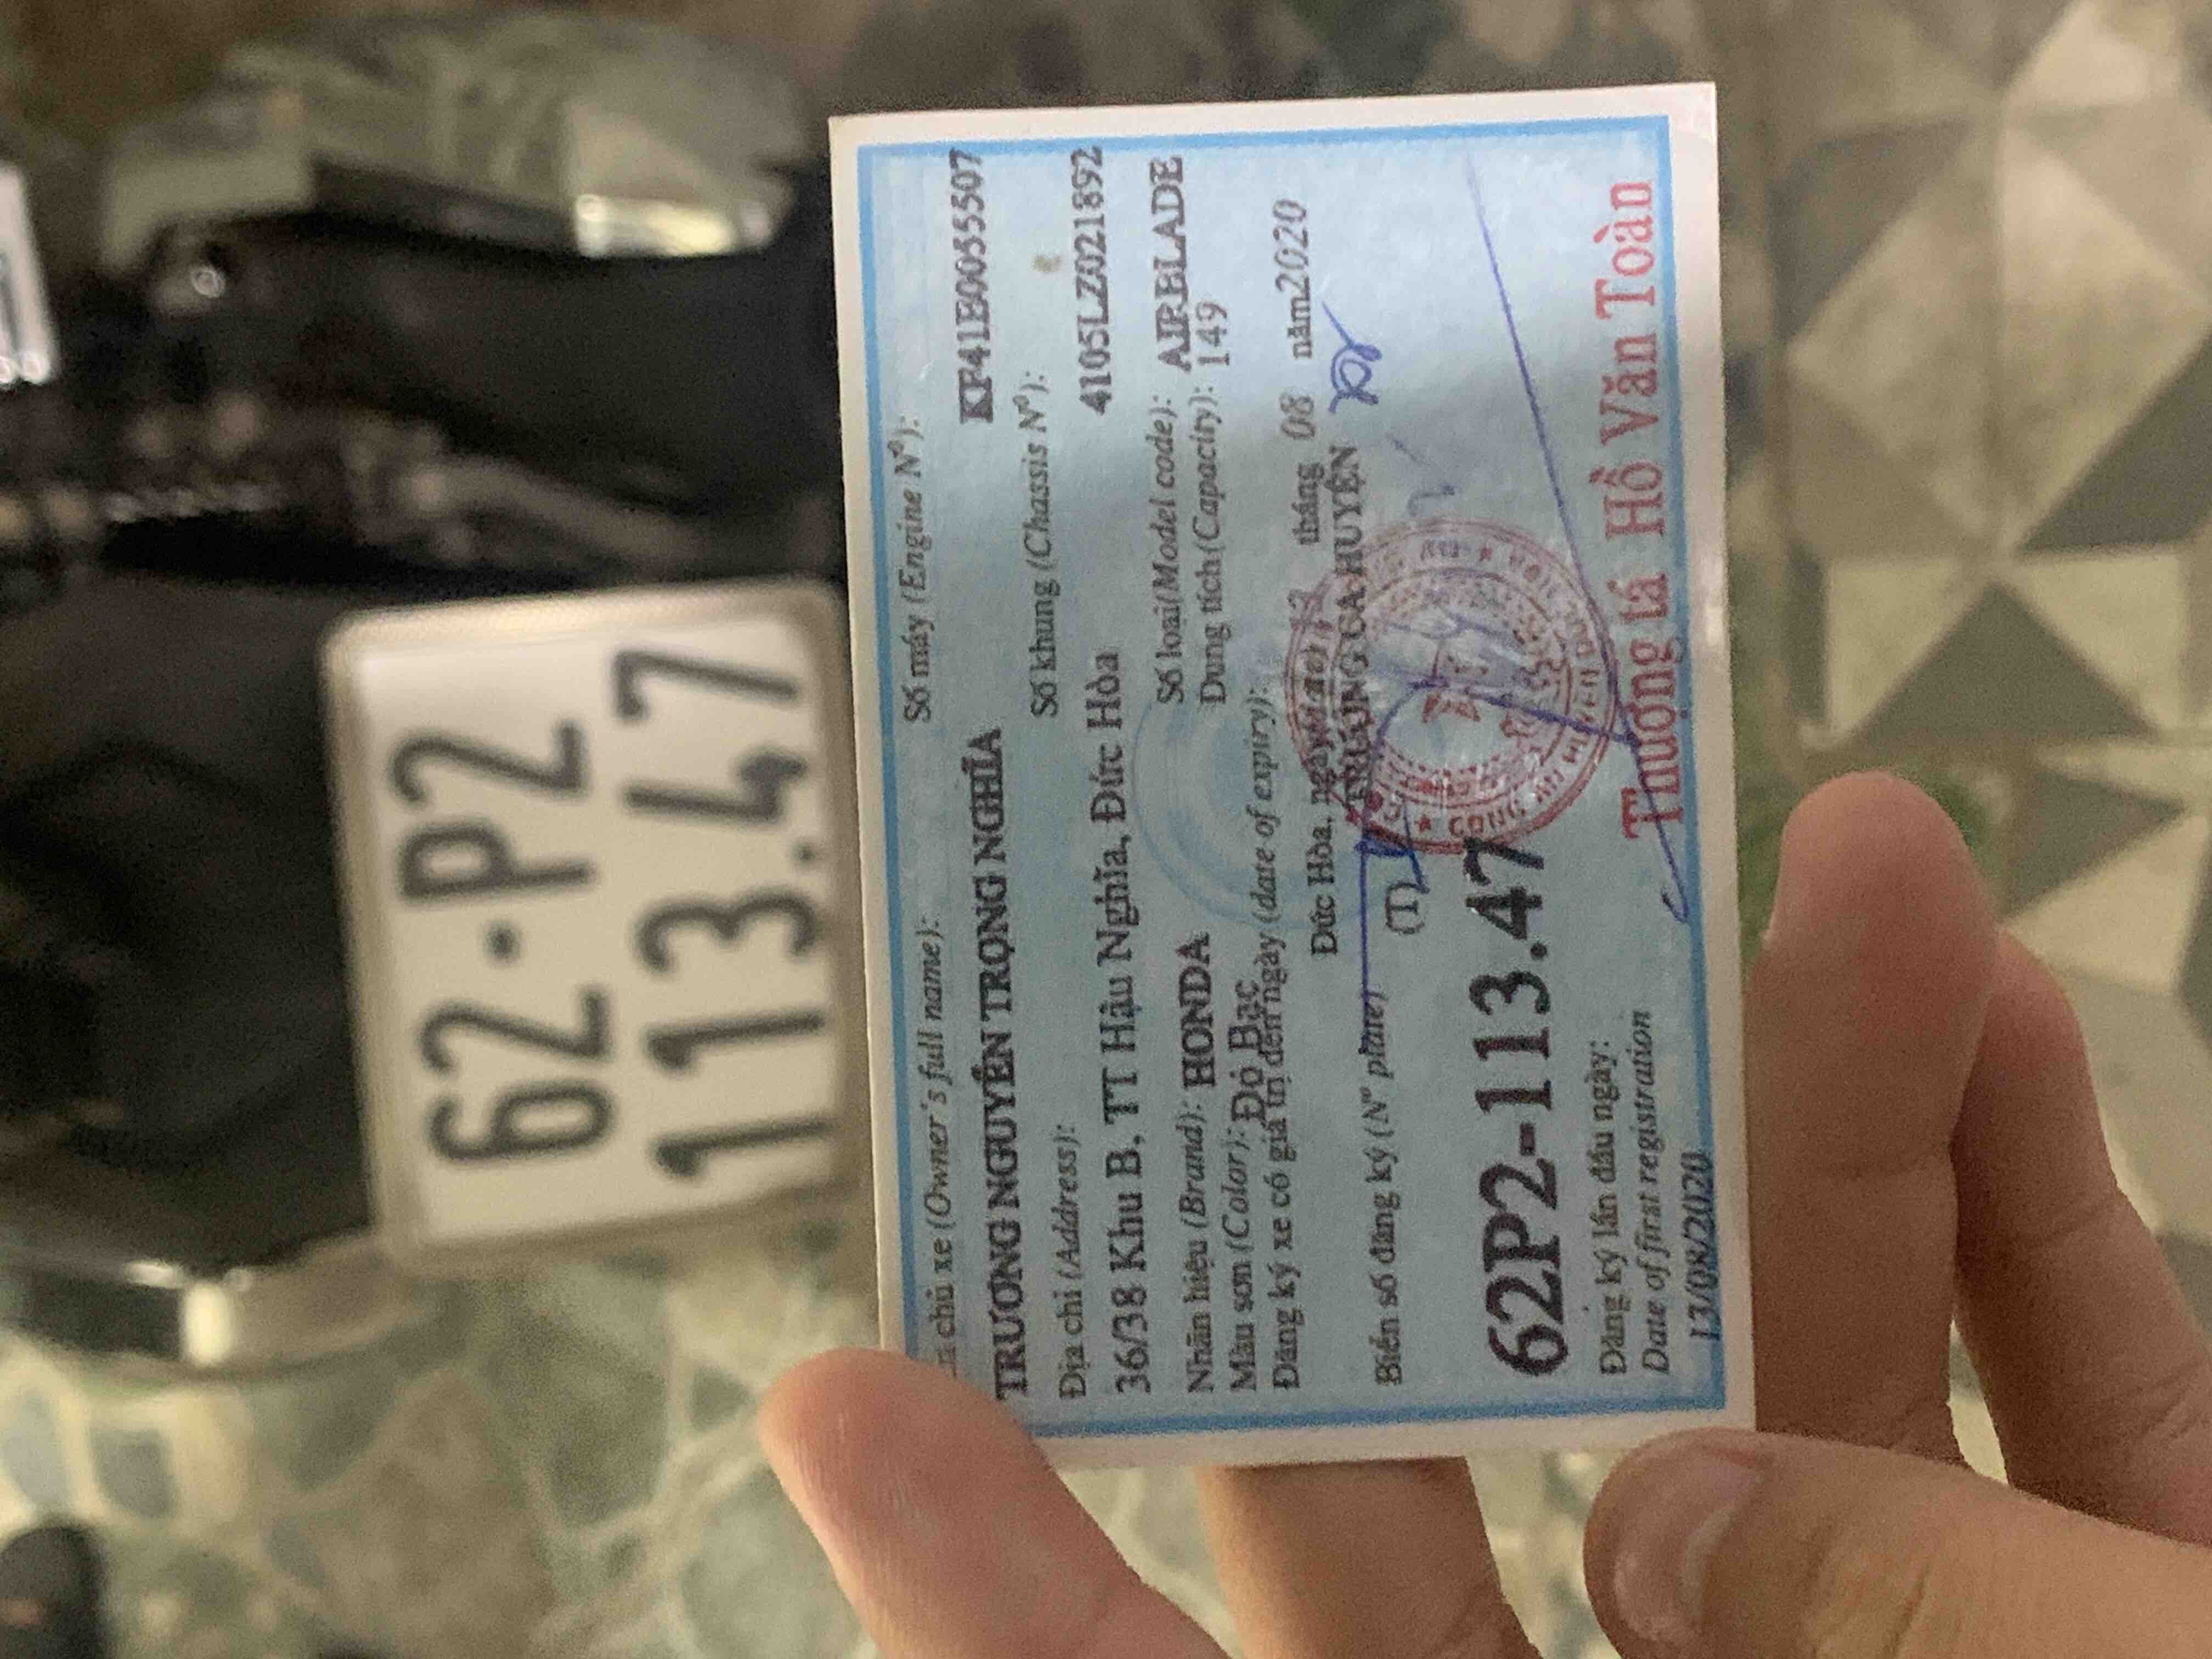 62-P2
113.47
chủ xe (Owner's full name):
TRƯƠNG NGUYỄN TRỌNG NGHĨA
Số máy (Engine Nº):
KF41E0055507
Địa chỉ (Address):
Số khung (Chassis Nº):
4105LZ021892
36/38 Khu B, TT Hậu Nghĩa, Đức Hòa
Nhãn hiệu (Brand): HONDA
Số loại (Model code): AIRBLADE
Màu sơn (Color): Đỏ Bạc
Dung tích (Capacity): 149
Đăng ký xe có giá trị đến ngày (date of expiry):
Đức Hòa, ngày 13 tháng 08 năm 2020
TRƯỞNG CA HUYỆN
Biển số đăng ký (Nº plate)
(T)
62P2-113.47
Đăng ký lần đầu ngày:
Date of first registration
13/08/2020
Thượng tá Hồ Văn Toàn